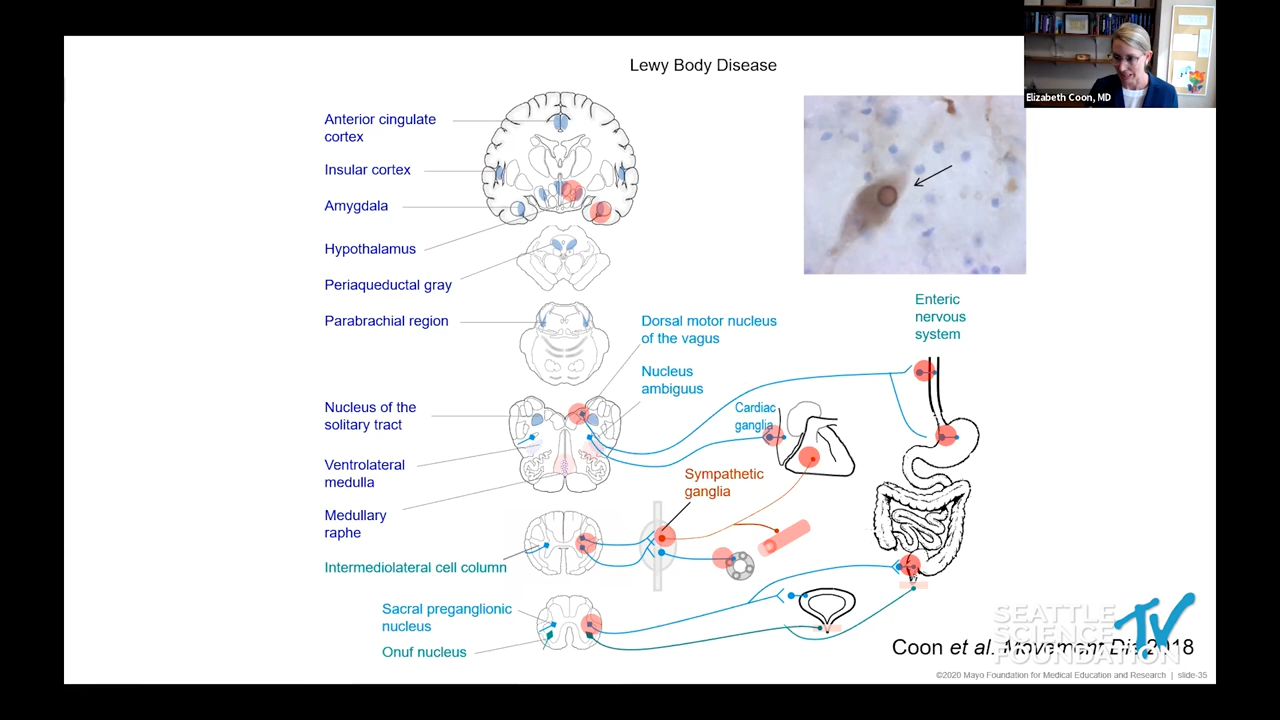 Lewy Body Disease
Elizabeth Coon, MD
Anterior cingulate
cortex
Insular cortex
Amygdala
Hypothalamus
Periaqueductal gray
Parabrachial region
Nucleus of the
solitary tract
Ventrolateral
medulla
Medullary
raphe
Intermediolateral cell column
Sacral preganglionic
nucleus
Onuf nucleus
Dorsal motor nucleus
of the vagus
Nucleus
ambiguus
Cardiac
ganglia
Sympathetic
ganglia
Enteric
nervous
system
SEATTLE
SCIENCE
FOUNDATION
TV
Coon et al. Movement Dis 2018
©2020 Mayo Foundation for Medical Education and Research | slide-35